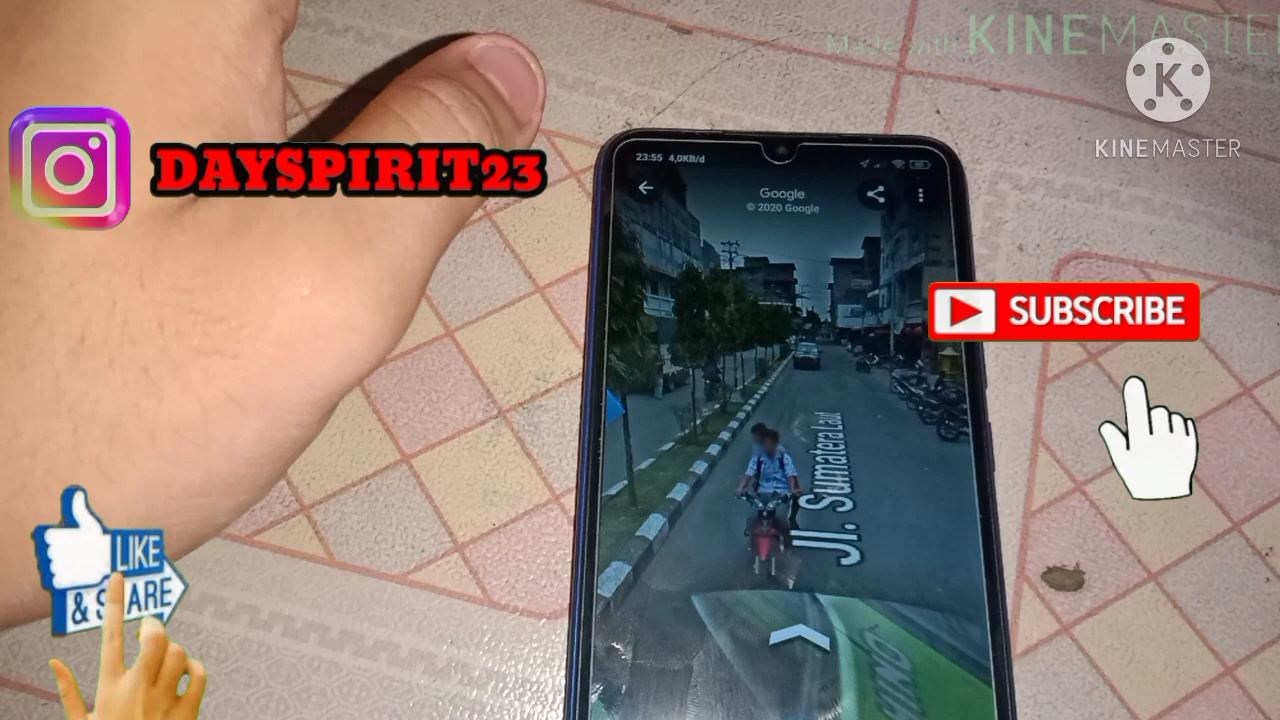 Made with KINEMASTER
K
KINEMASTER
DAYSPIRIT23
23:55 4,0KB/d
Google
© 2020 Google
SUBSCRIBE
Jl. Sumatera Laut
LIKE
& SHARE